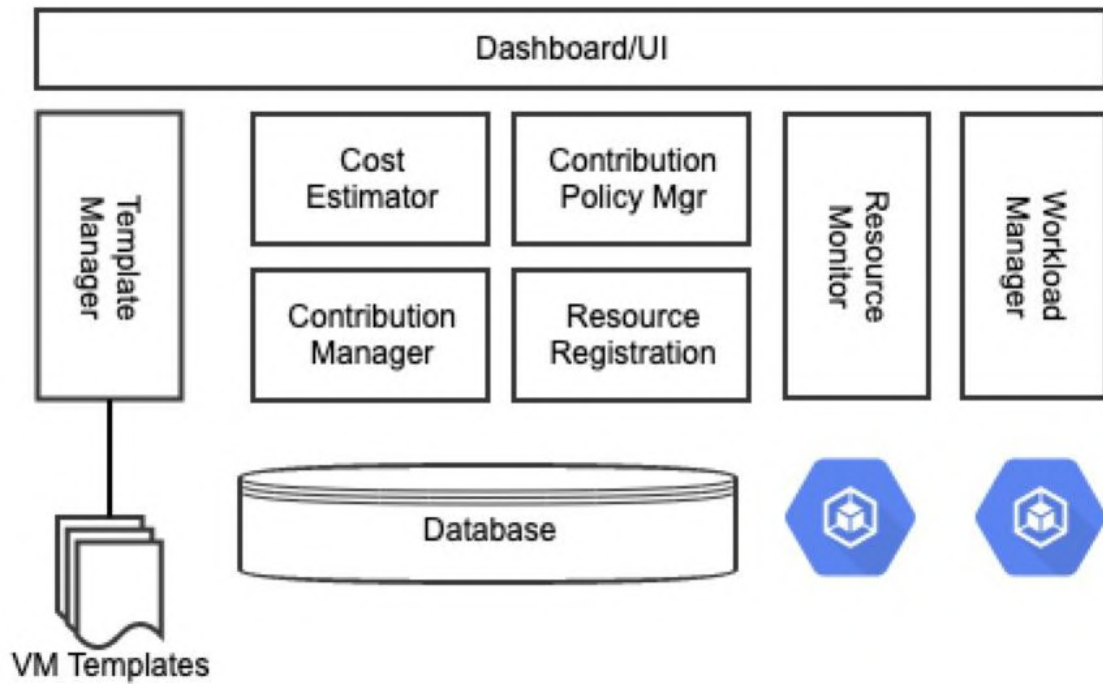 Dashboard/UI
Template
Manager
Cost
Estimator
Contribution
Policy Mgr
Contribution
Manager
Resource
Registration
Resource
Monitor
Workload
Manager
Database
VM Templates